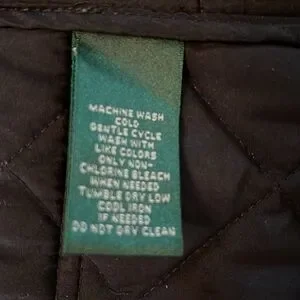 MACHINE WASH
COLD
GENTLE CYCLE
WASH WITH
LIKE COLORS
ONLY NON-
CHLORINE BLEACH
WHEN NEEDED
TUMBLE DRY LOW
COOL IRON
IF NEEDED
DO NOT DRY CLEAN